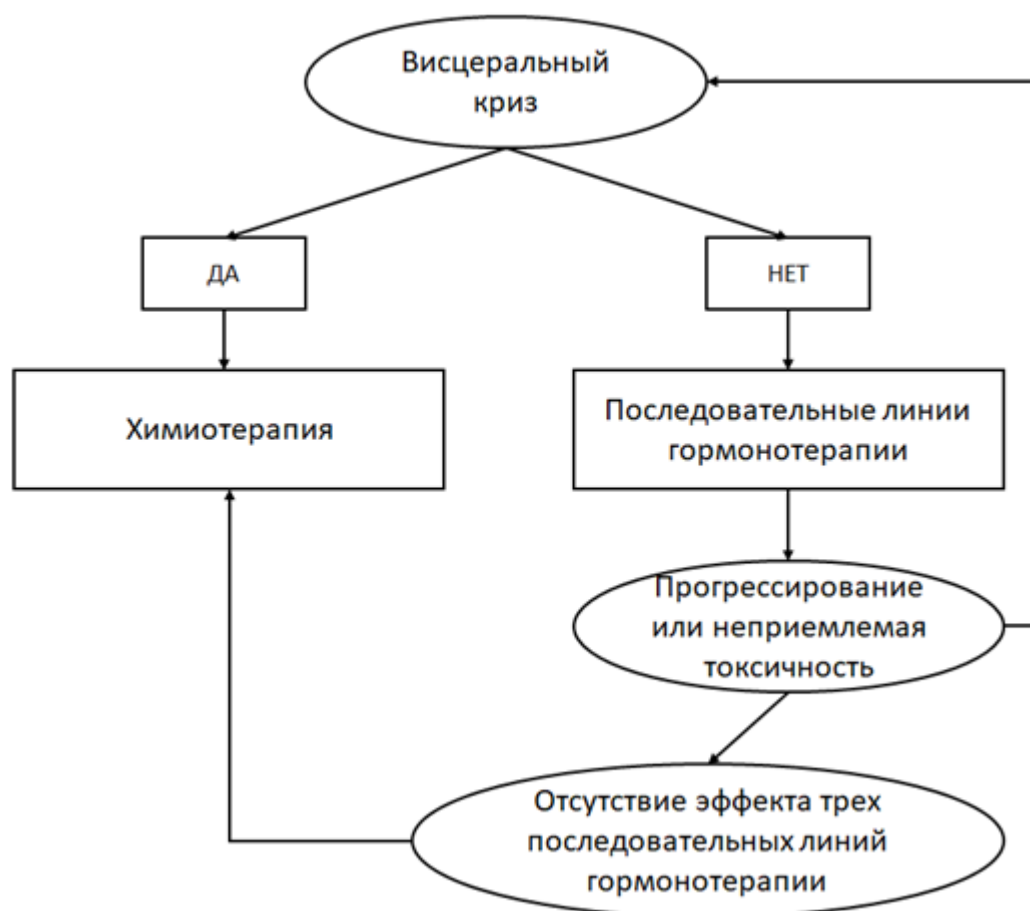 Висцеральный
криз
ДА
НЕТ
Химиотерапия
Последовательные линии
гормонотерапии
Прогрессирование
или неприемлемая
токсичность
Отсутствие эффекта трех
последовательных линий
гормонотерапии